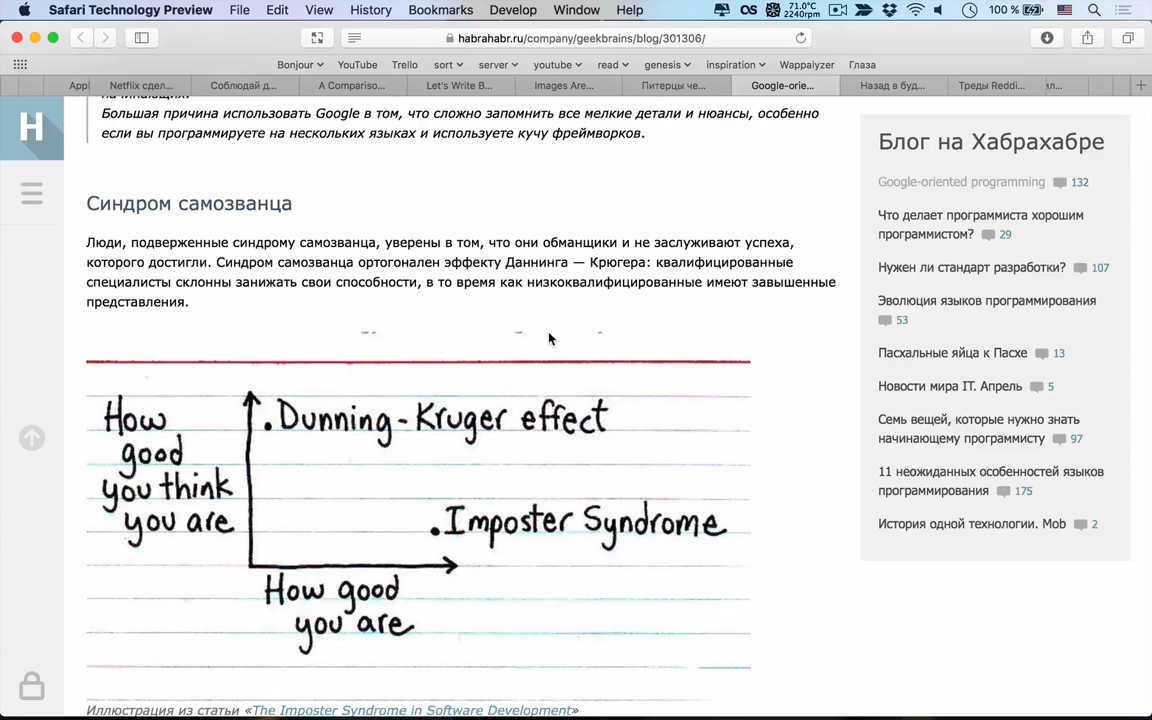 Safari Technology Preview File Edit View History Bookmarks Develop Window Help 71.0°C 2240rpm 100 %
habrahabr.ru/company/geekbrains/blog/301306/
Bonjour YouTube Trello sort server youtube read genesis inspiration Wappalyzer Глаза
Appl Netflix сдел... Соблюдай д... A Compariso... Let's Write B... Images Are... Питерцы че... Google-orie... Назад в буд... Треды Reddi... ил...
начинающих.
Большая причина использовать Google в том, что сложно запомнить все мелкие детали и нюансы, особенно
если вы программируете на нескольких языках и используете кучу фреймворков.
Синдром самозванца
Люди, подверженные синдрому самозванца, уверены в том, что они обманщики и не заслуживают успеха,
которого достигли. Синдром самозванца ортогонален эффекту Даннинга — Крюгера: квалифицированные
специалисты склонны занижать свои способности, в то время как низкоквалифицированные имеют завышенные
представления.
How
good
you think
you are
.Dunning-Kruger effect
.Imposter Syndrome
How good
you are
Иллюстрация из статьи «The Imposter Syndrome in Software Development»
H
Блог на Хабрахабре
Google-oriented programming 132
Что делает программиста хорошим
программистом? 29
Нужен ли стандарт разработки? 107
Эволюция языков программирования
53
Пасхальные яйца к Пасхе 13
Новости мира IT. Апрель 5
Семь вещей, которые нужно знать
начинающему программисту 97
11 неожиданных особенностей языков
программирования 175
История одной технологии. Mob 2